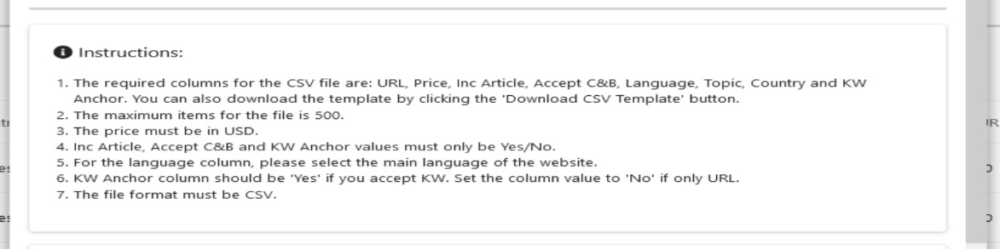 Instructions:
1. The required columns for the CSV file are: URL, Price, Inc Article, Accept C&B, Language, Topic, Country and KW
Anchor. You can also download the template by clicking the 'Download CSV Template' button.
2. The maximum items for the file is 500.
3. The price must be in USD.
4. Inc Article, Accept C&B and KW Anchor values must only be Yes/No.
5. For the language column, please select the main language of the website.
6. KW Anchor column should be 'Yes' if you accept KW. Set the column value to 'No' if only URL.
7. The file format must be CSV.